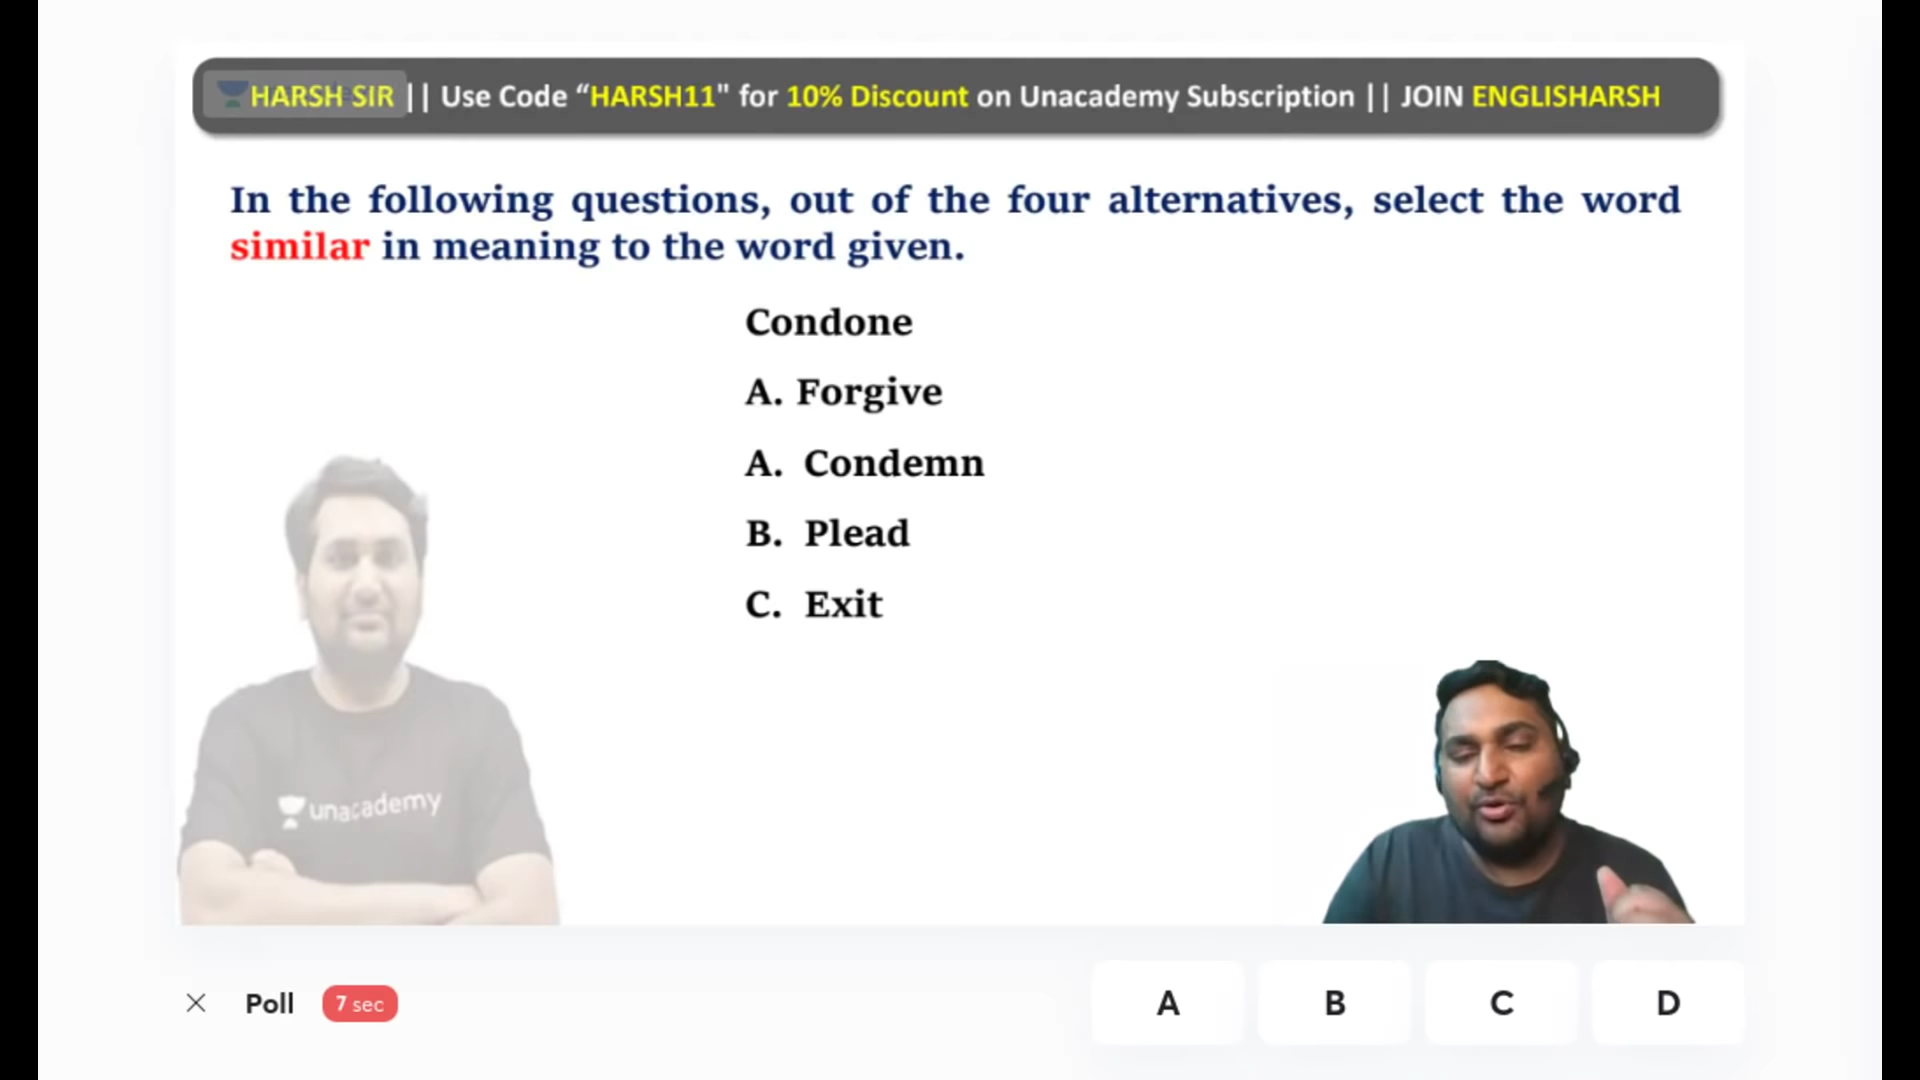 HARSH SIR || Use Code “HARSH11" for 10% Discount on Unacademy Subscription || JOIN ENGLISHARSH
In the following questions, out of the four alternatives, select the word
similar in meaning to the word given.
Condone
A. Forgive
A. Condemn
B. Plead
C. Exit
unacademy
Poll 7 sec A B C D